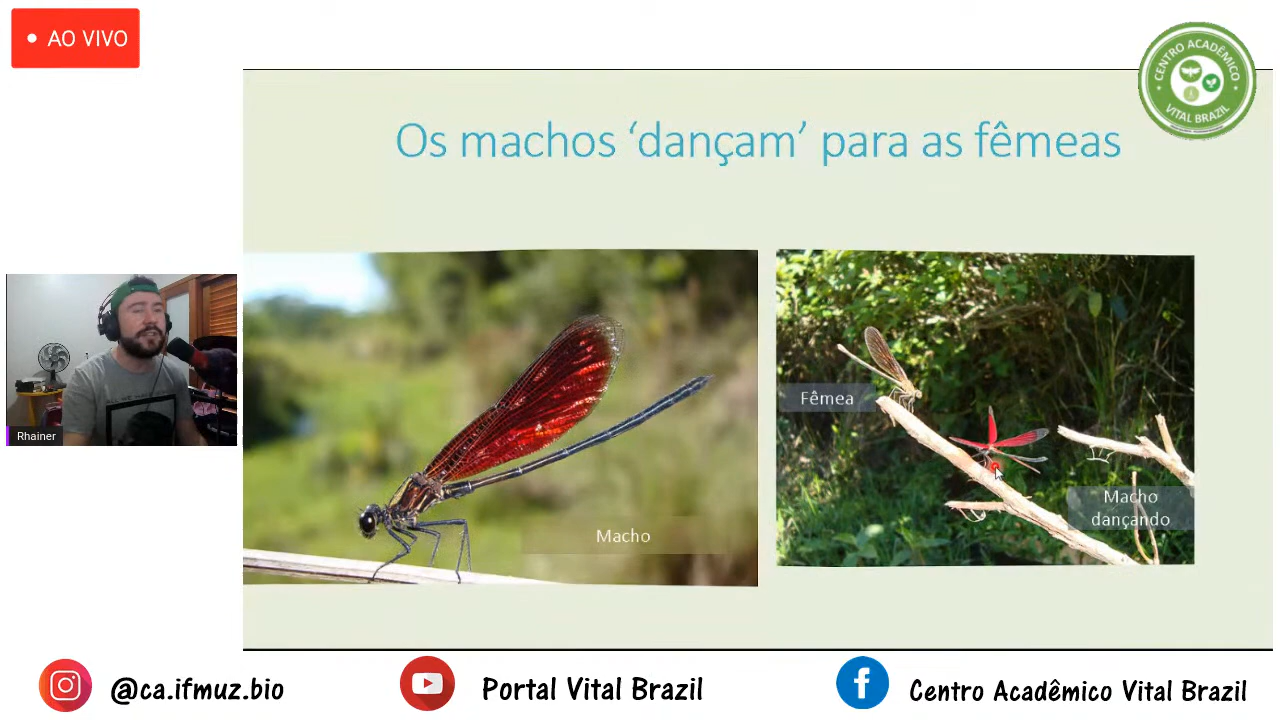 • AO VIVO
CENTRO ACADÊMICO
VITAL BRAZIL
Os machos ‘dançam’ para as fêmeas
Fêmea
Macho
dançando
Macho
Rhainer
@ca.ifmuz.bio
Portal Vital Brazil
Centro Acadêmico Vital Brazil